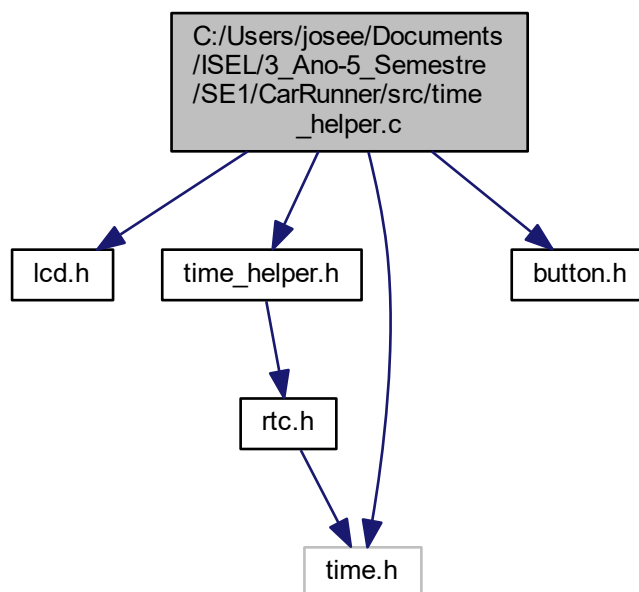 C:/Users/josee/Documents
/ISEL/3_Ano-5_Semestre
/SE1/CarRunner/src/time
_helper.c
lcd.h
time_helper.h
button.h
rtc.h
time.h